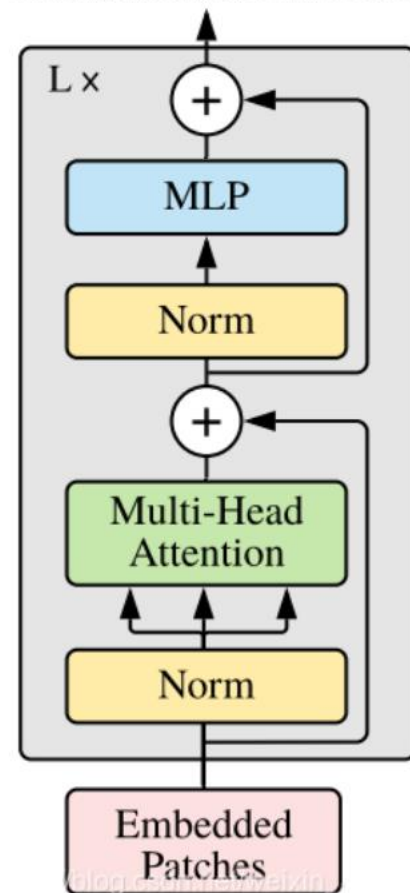 L ×
MLP
Norm
Multi-Head
Attention
Norm
Embedded
Patches